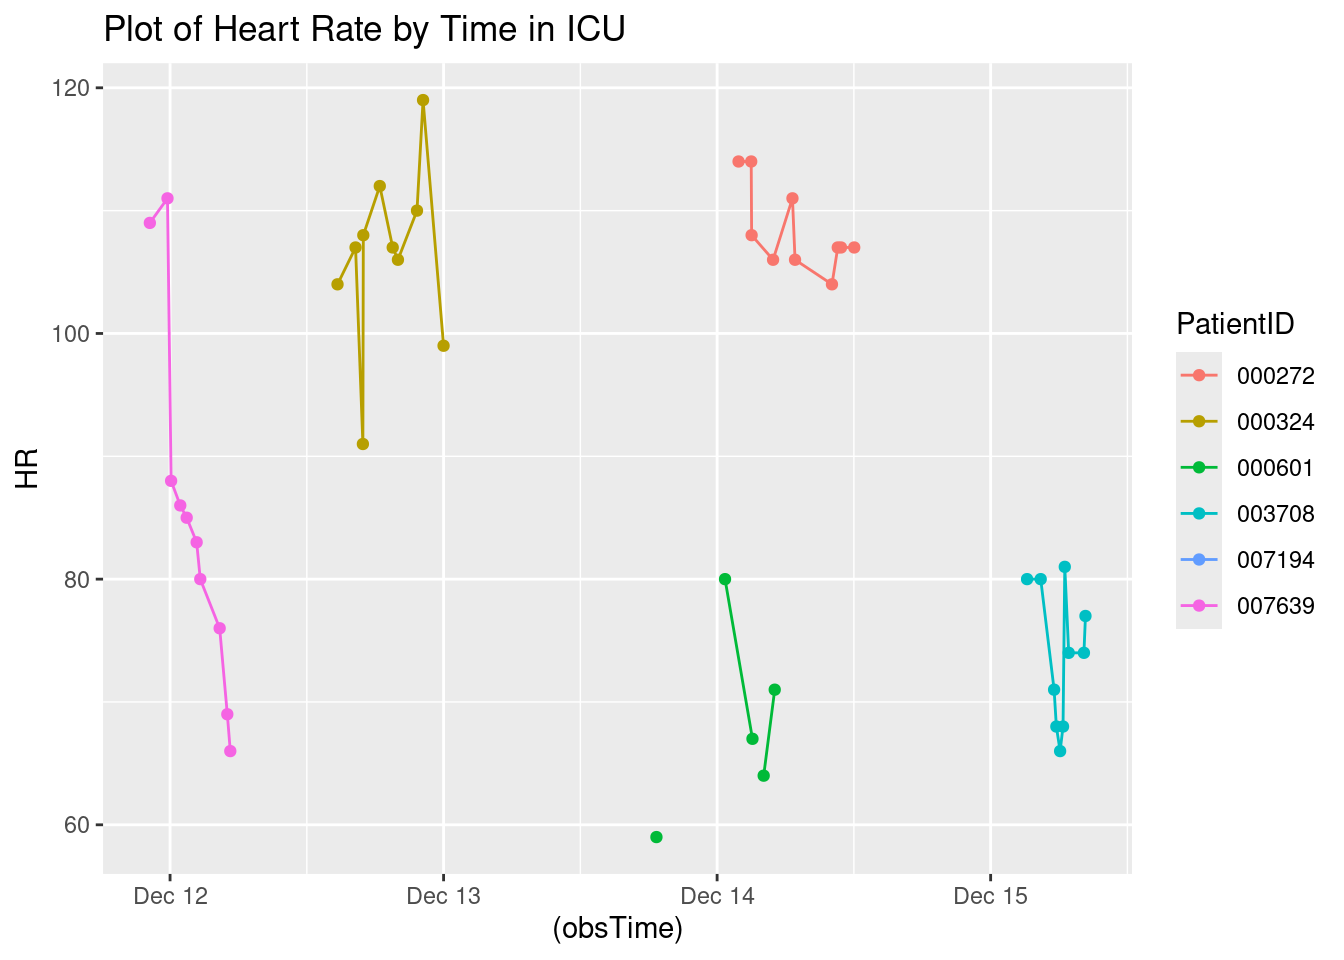 Plot of Heart Rate by Time in ICU
120
100
80
60
HR
Dec 12
Dec 13
Dec 14
Dec 15
(obsTime)
PatientID
000272
000324
000601
003708
007194
007639